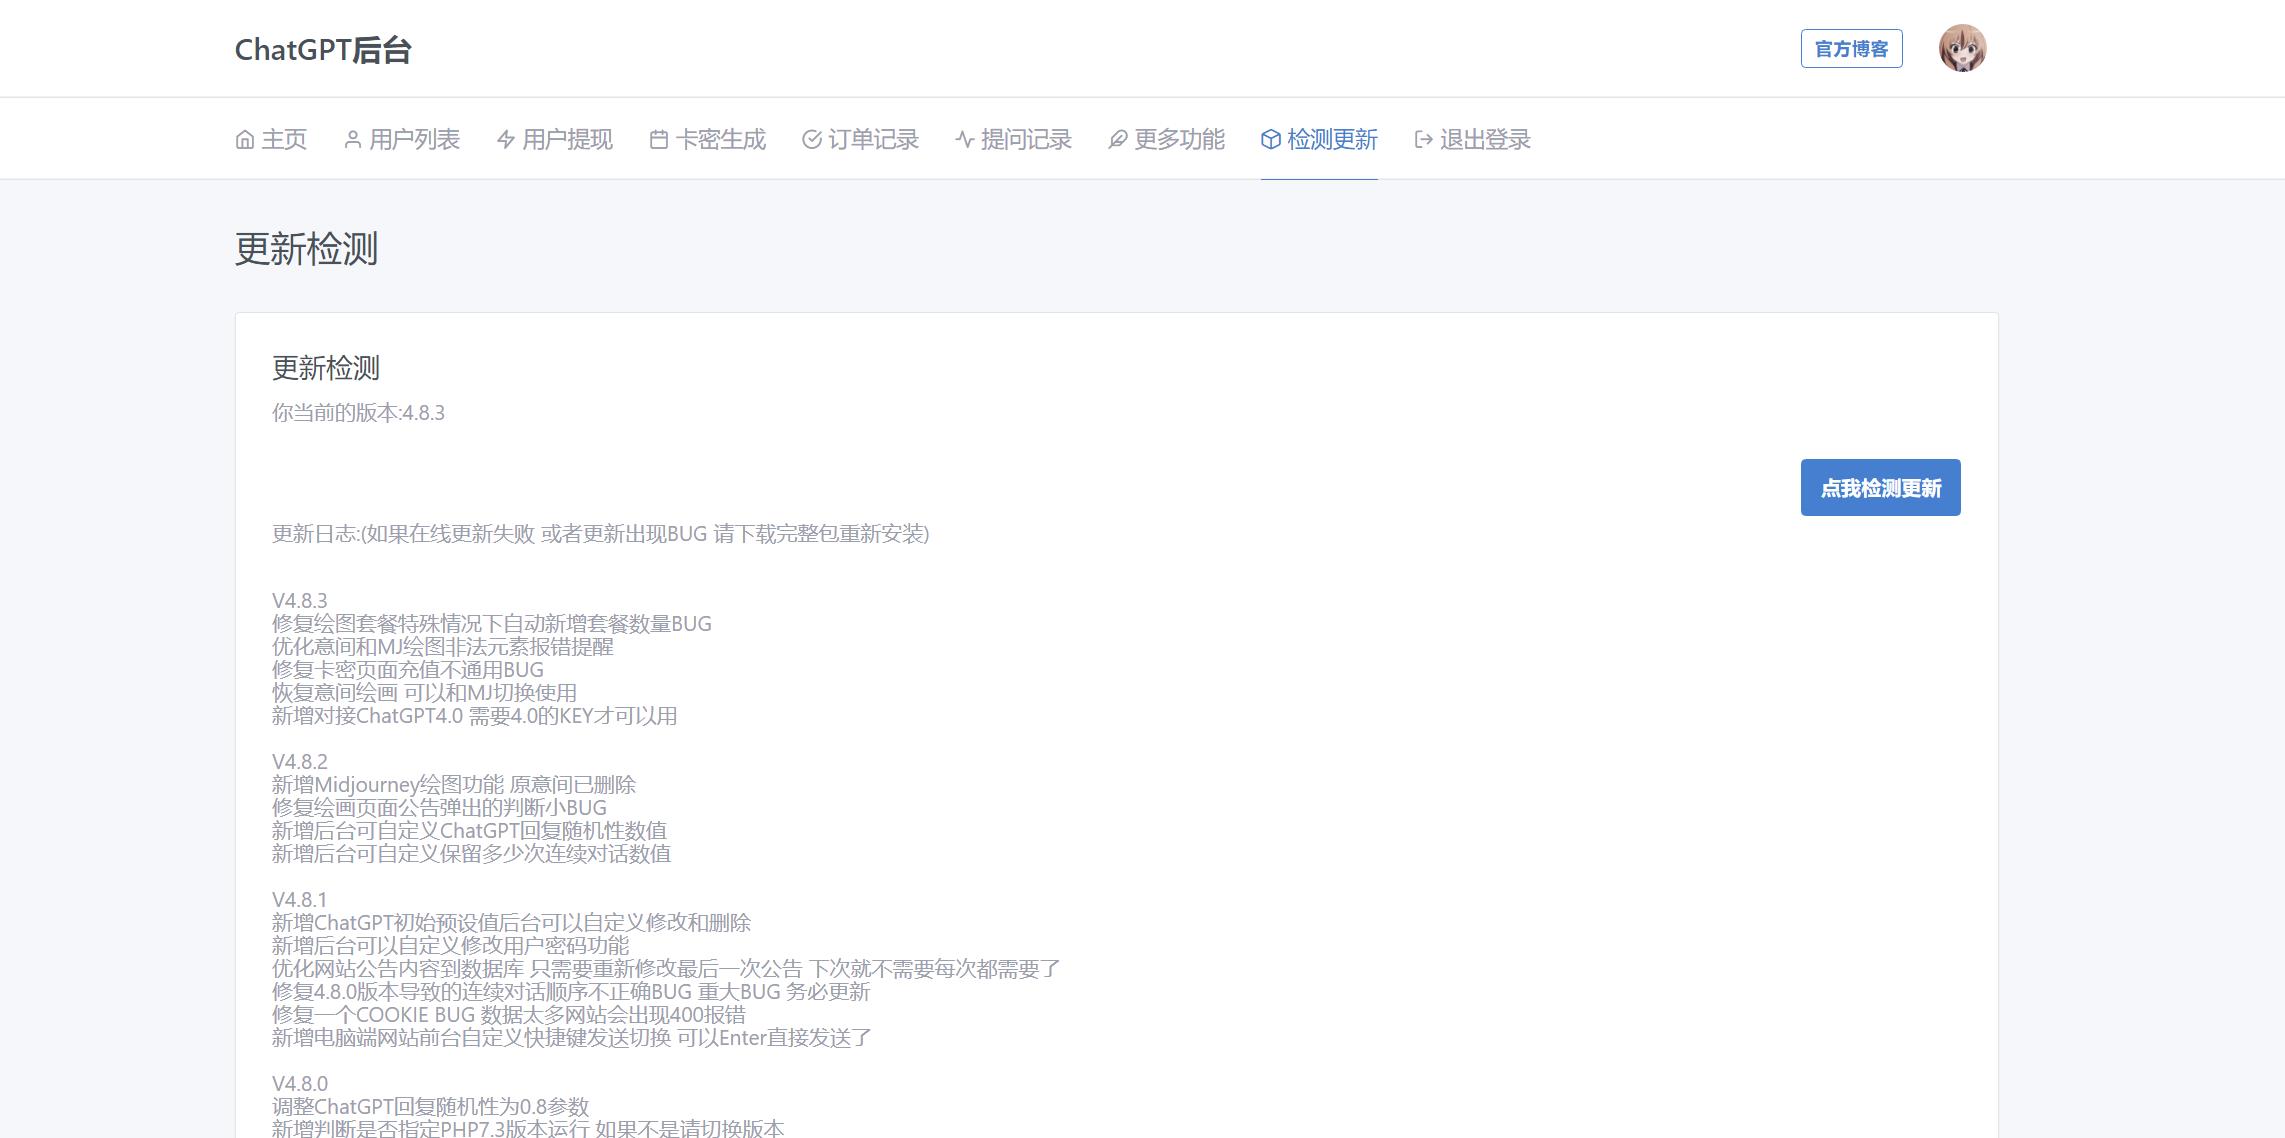 ChatGPT后台
官方博客
主页 用户列表 用户提现 卡密生成 订单记录 提问记录 更多功能 检测更新 退出登录
更新检测
更新检测
你当前的版本:4.8.3
点我检测更新
更新日志:(如果在线更新失败 或者更新出现BUG 请下载完整包重新安装)
V4.8.3
修复绘图套餐特殊情况下自动新增套餐数量BUG
优化意间和MJ绘图非法元素报错提醒
修复卡密页面充值不通用BUG
恢复意间绘画 可以和MJ切换使用
新增对接ChatGPT4.0 需要4.0的KEY才可以用
V4.8.2
新增Midjourney绘图功能 原意间已删除
修复绘画页面公告弹出的判断小BUG
新增后台可自定义ChatGPT回复随机性数值
新增后台可自定义保留多少次连续对话数值
V4.8.1
新增ChatGPT初始预设值后台可以自定义修改和删除
新增后台可以自定义修改用户密码功能
优化网站公告内容到数据库 只需要重新修改最后一次公告 下次就不需要每次都需要了
修复4.8.0版本导致的连续对话顺序不正确BUG 重大BUG 务必更新
修复一个COOKIE BUG 数据太多网站会出现400报错
新增电脑端网站前台自定义快捷键发送切换 可以Enter直接发送了
V4.8.0
调整ChatGPT回复随机性为0.8参数
新增判断是否指定PHP7.3版本运行 如果不是请切换版本